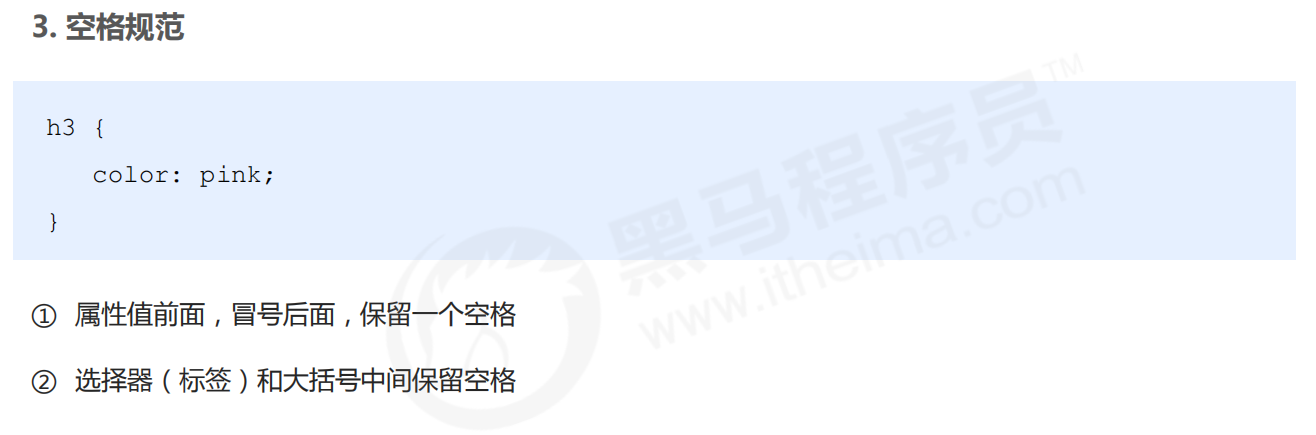 3. 空格规范
h3 {
color: pink;
}
① 属性值前面，冒号后面，保留一个空格
② 选择器（标签）和大括号中间保留空格
黑马程序员™
www.itheima.com